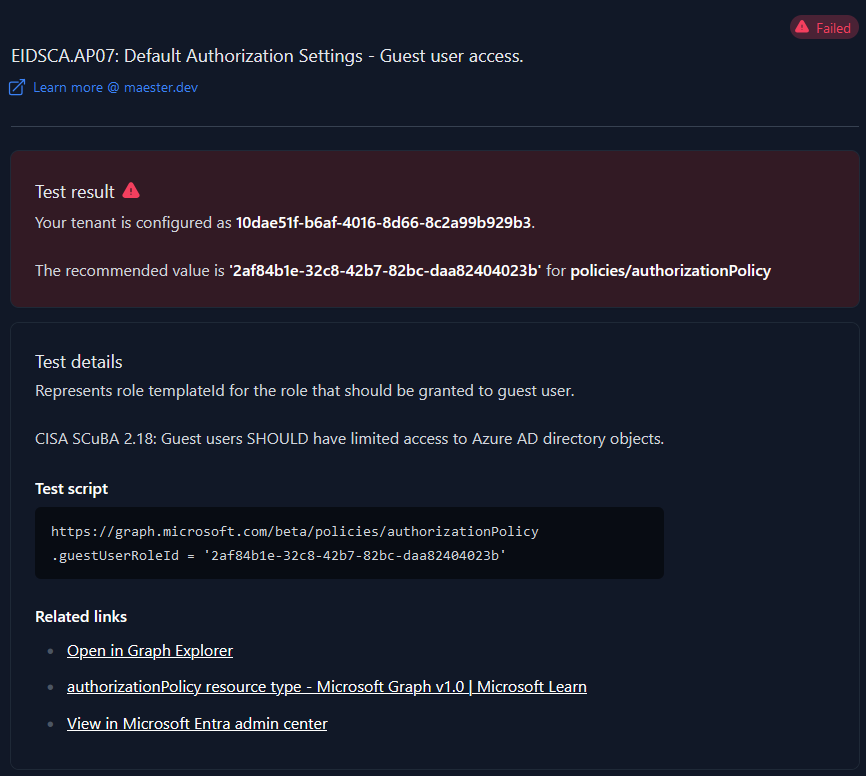 Failed
EIDSCA.AP07: Default Authorization Settings - Guest user access.
Learn more @ maester.dev
Test result
Your tenant is configured as 10dae51f-b6af-4016-8d66-8c2a99b929b3.
The recommended value is '2af84b1e-32c8-42b7-82bc-daa82404023b' for policies/authorizationPolicy
Test details
Represents role templateId for the role that should be granted to guest user.
CISA SCuBA 2.18: Guest users SHOULD have limited access to Azure AD directory objects.
Test script
https://graph.microsoft.com/beta/policies/authorizationPolicy
.guestUserRoleId = '2af84b1e-32c8-42b7-82bc-daa82404023b'
Related links
Open in Graph Explorer
authorizationPolicy resource type - Microsoft Graph v1.0 | Microsoft Learn
View in Microsoft Entra admin center